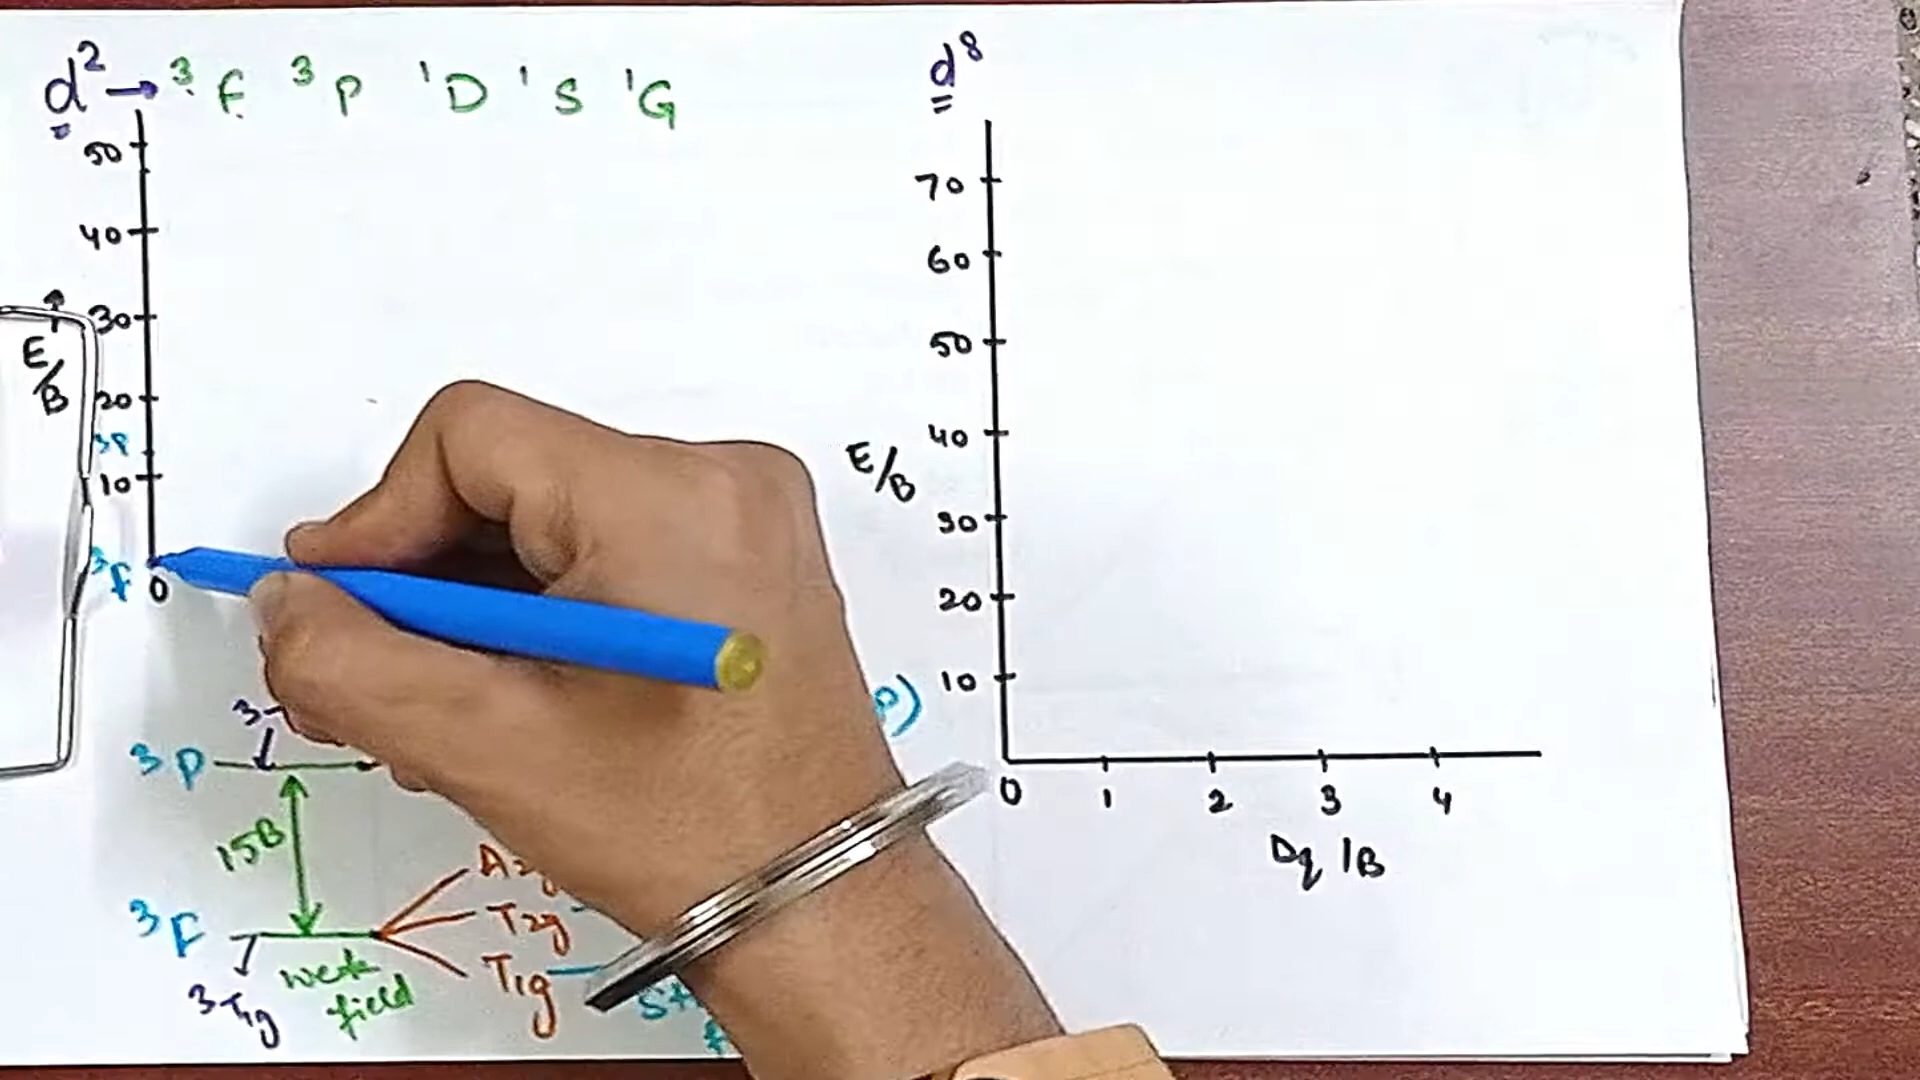 d² → ³F ³P ¹D ¹S ¹G
50
40
30
E/B
20
³P
10
³F
0
³P
15B
A2g
T2g
³F
T1g
weak
field
³T1g
d⁸
70
60
50
40
E/B
30
20
10
0 1 2 3 4
Dq/B